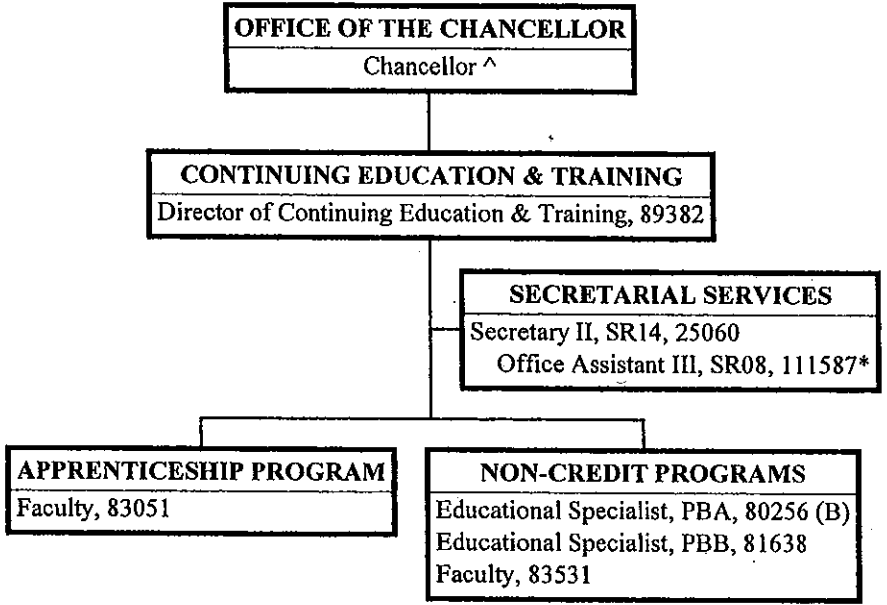 OFFICE OF THE CHANCELLOR
Chancellor ^
CONTINUING EDUCATION & TRAINING
Director of Continuing Education & Training, 89382
SECRETARIAL SERVICES
Secretary II, SR14, 25060
Office Assistant III, SR08, 111587*
APPRENTICESHIP PROGRAM
Faculty, 83051
NON-CREDIT PROGRAMS
Educational Specialist, PBA, 80256 (B)
Educational Specialist, PBB, 81638
Faculty, 83531